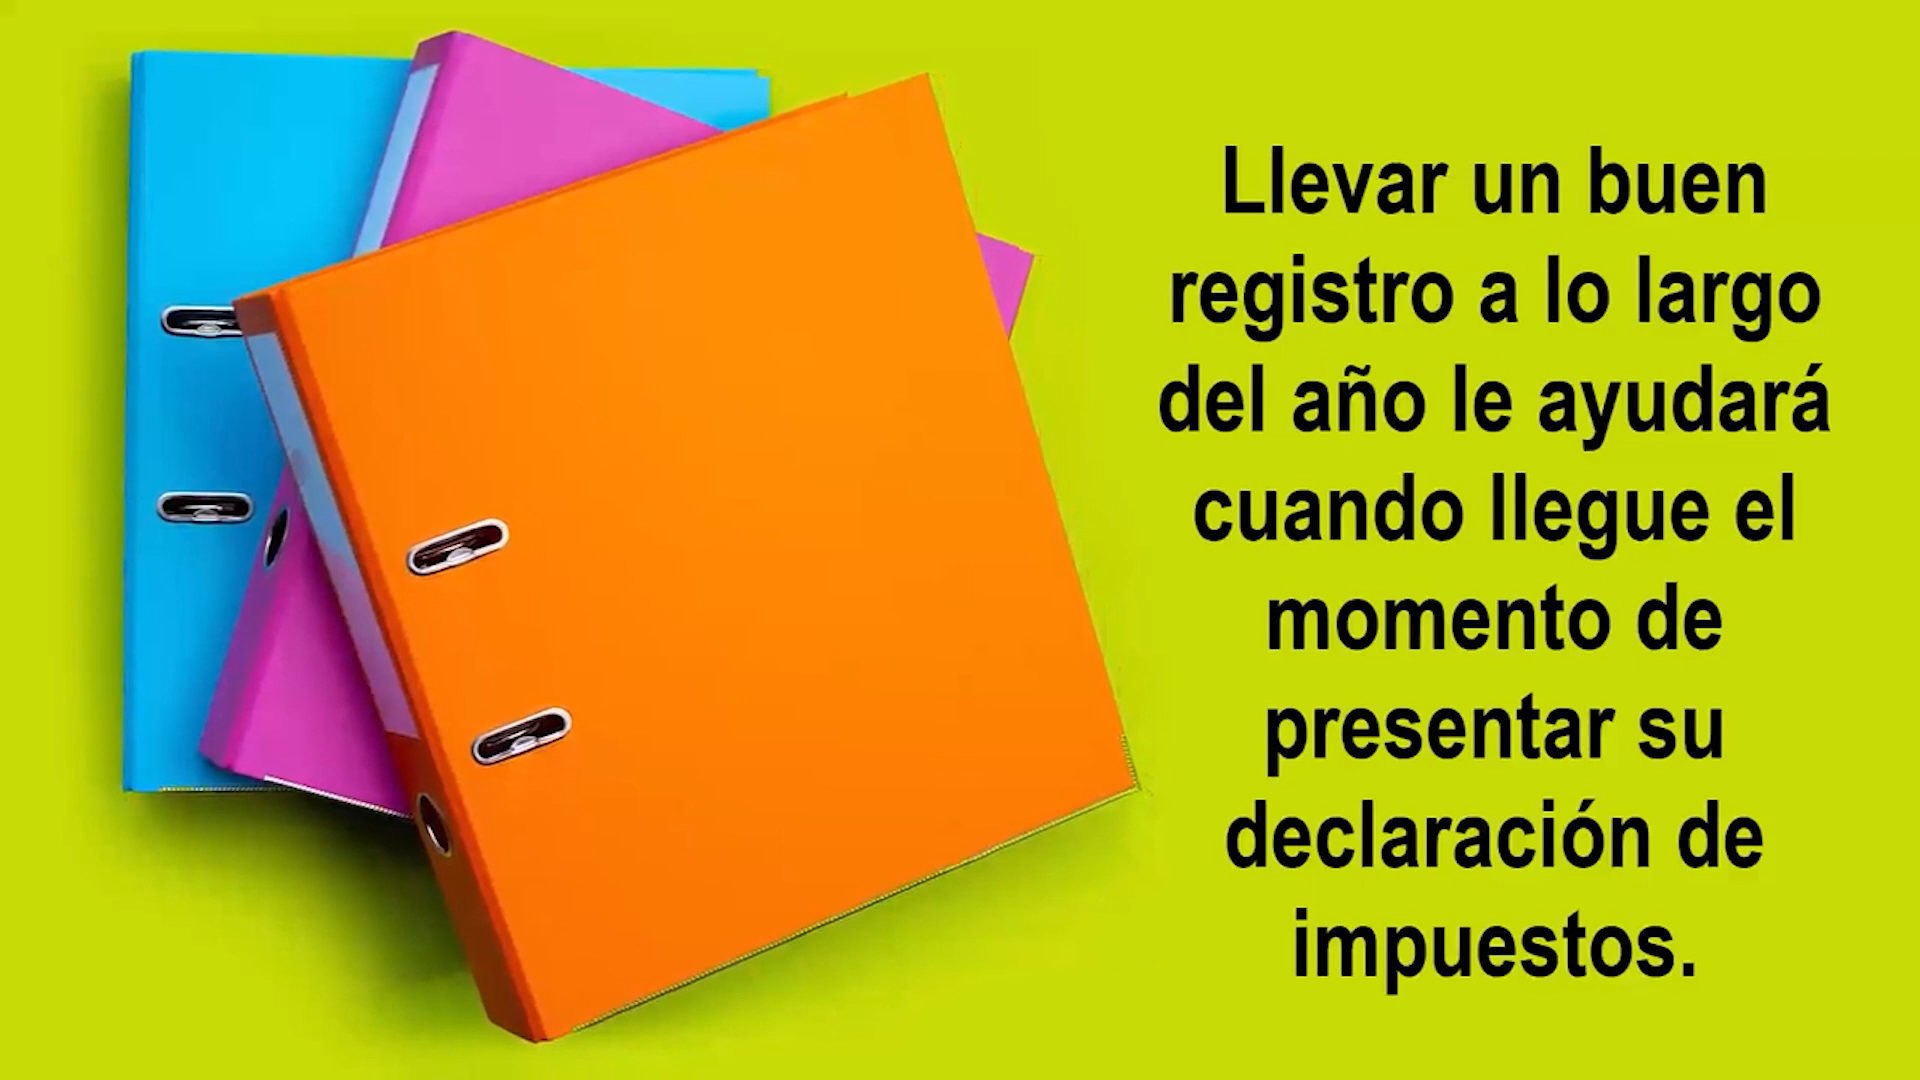 Llevar un buen
registro a lo largo
del año le ayudará
cuando llegue el
momento de
presentar su
declaración de
impuestos.